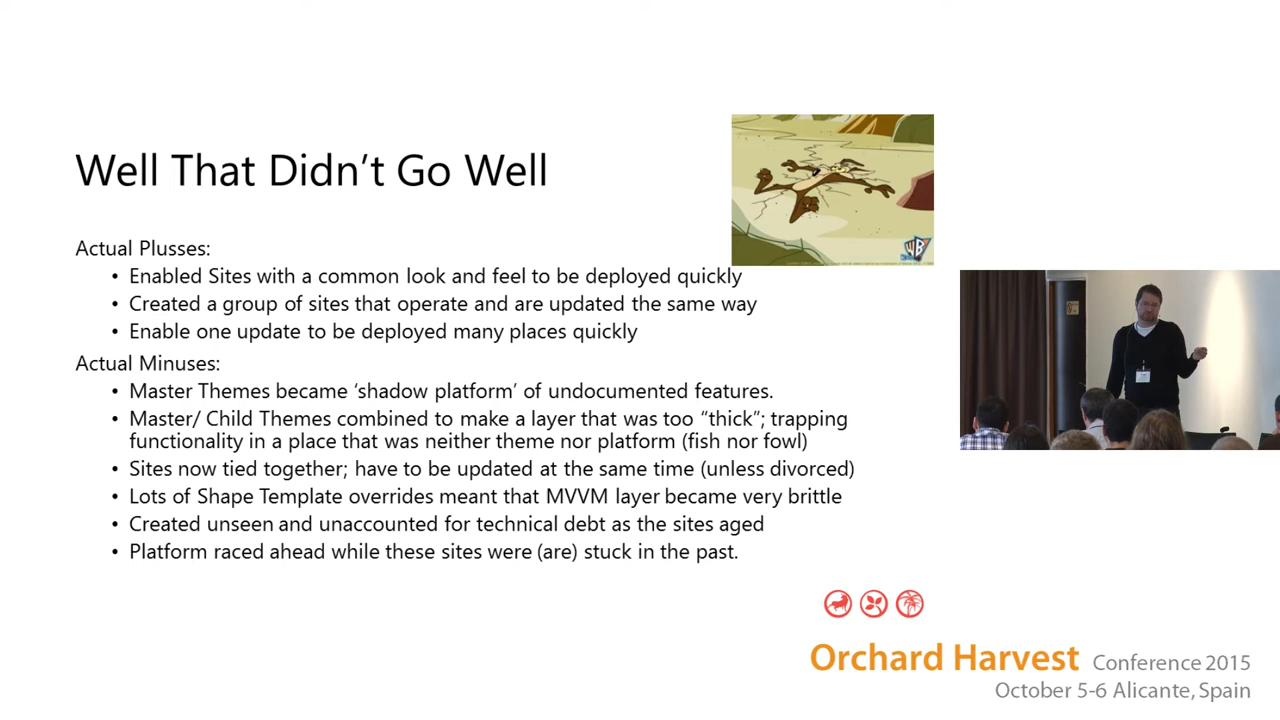 Well That Didn’t Go Well
Actual Plusses:
• Enabled Sites with a common look and feel to be deployed quickly
• Created a group of sites that operate and are updated the same way
• Enable one update to be deployed many places quickly
Actual Minuses:
• Master Themes became ‘shadow platform’ of undocumented features.
• Master/ Child Themes combined to make a layer that was too “thick”; trapping
functionality in a place that was neither theme nor platform (fish nor fowl)
• Sites now tied together; have to be updated at the same time (unless divorced)
• Lots of Shape Template overrides meant that MVVM layer became very brittle
• Created unseen and unaccounted for technical debt as the sites aged
• Platform raced ahead while these sites were (are) stuck in the past.
WB
Orchard Harvest Conference 2015
October 5-6 Alicante, Spain